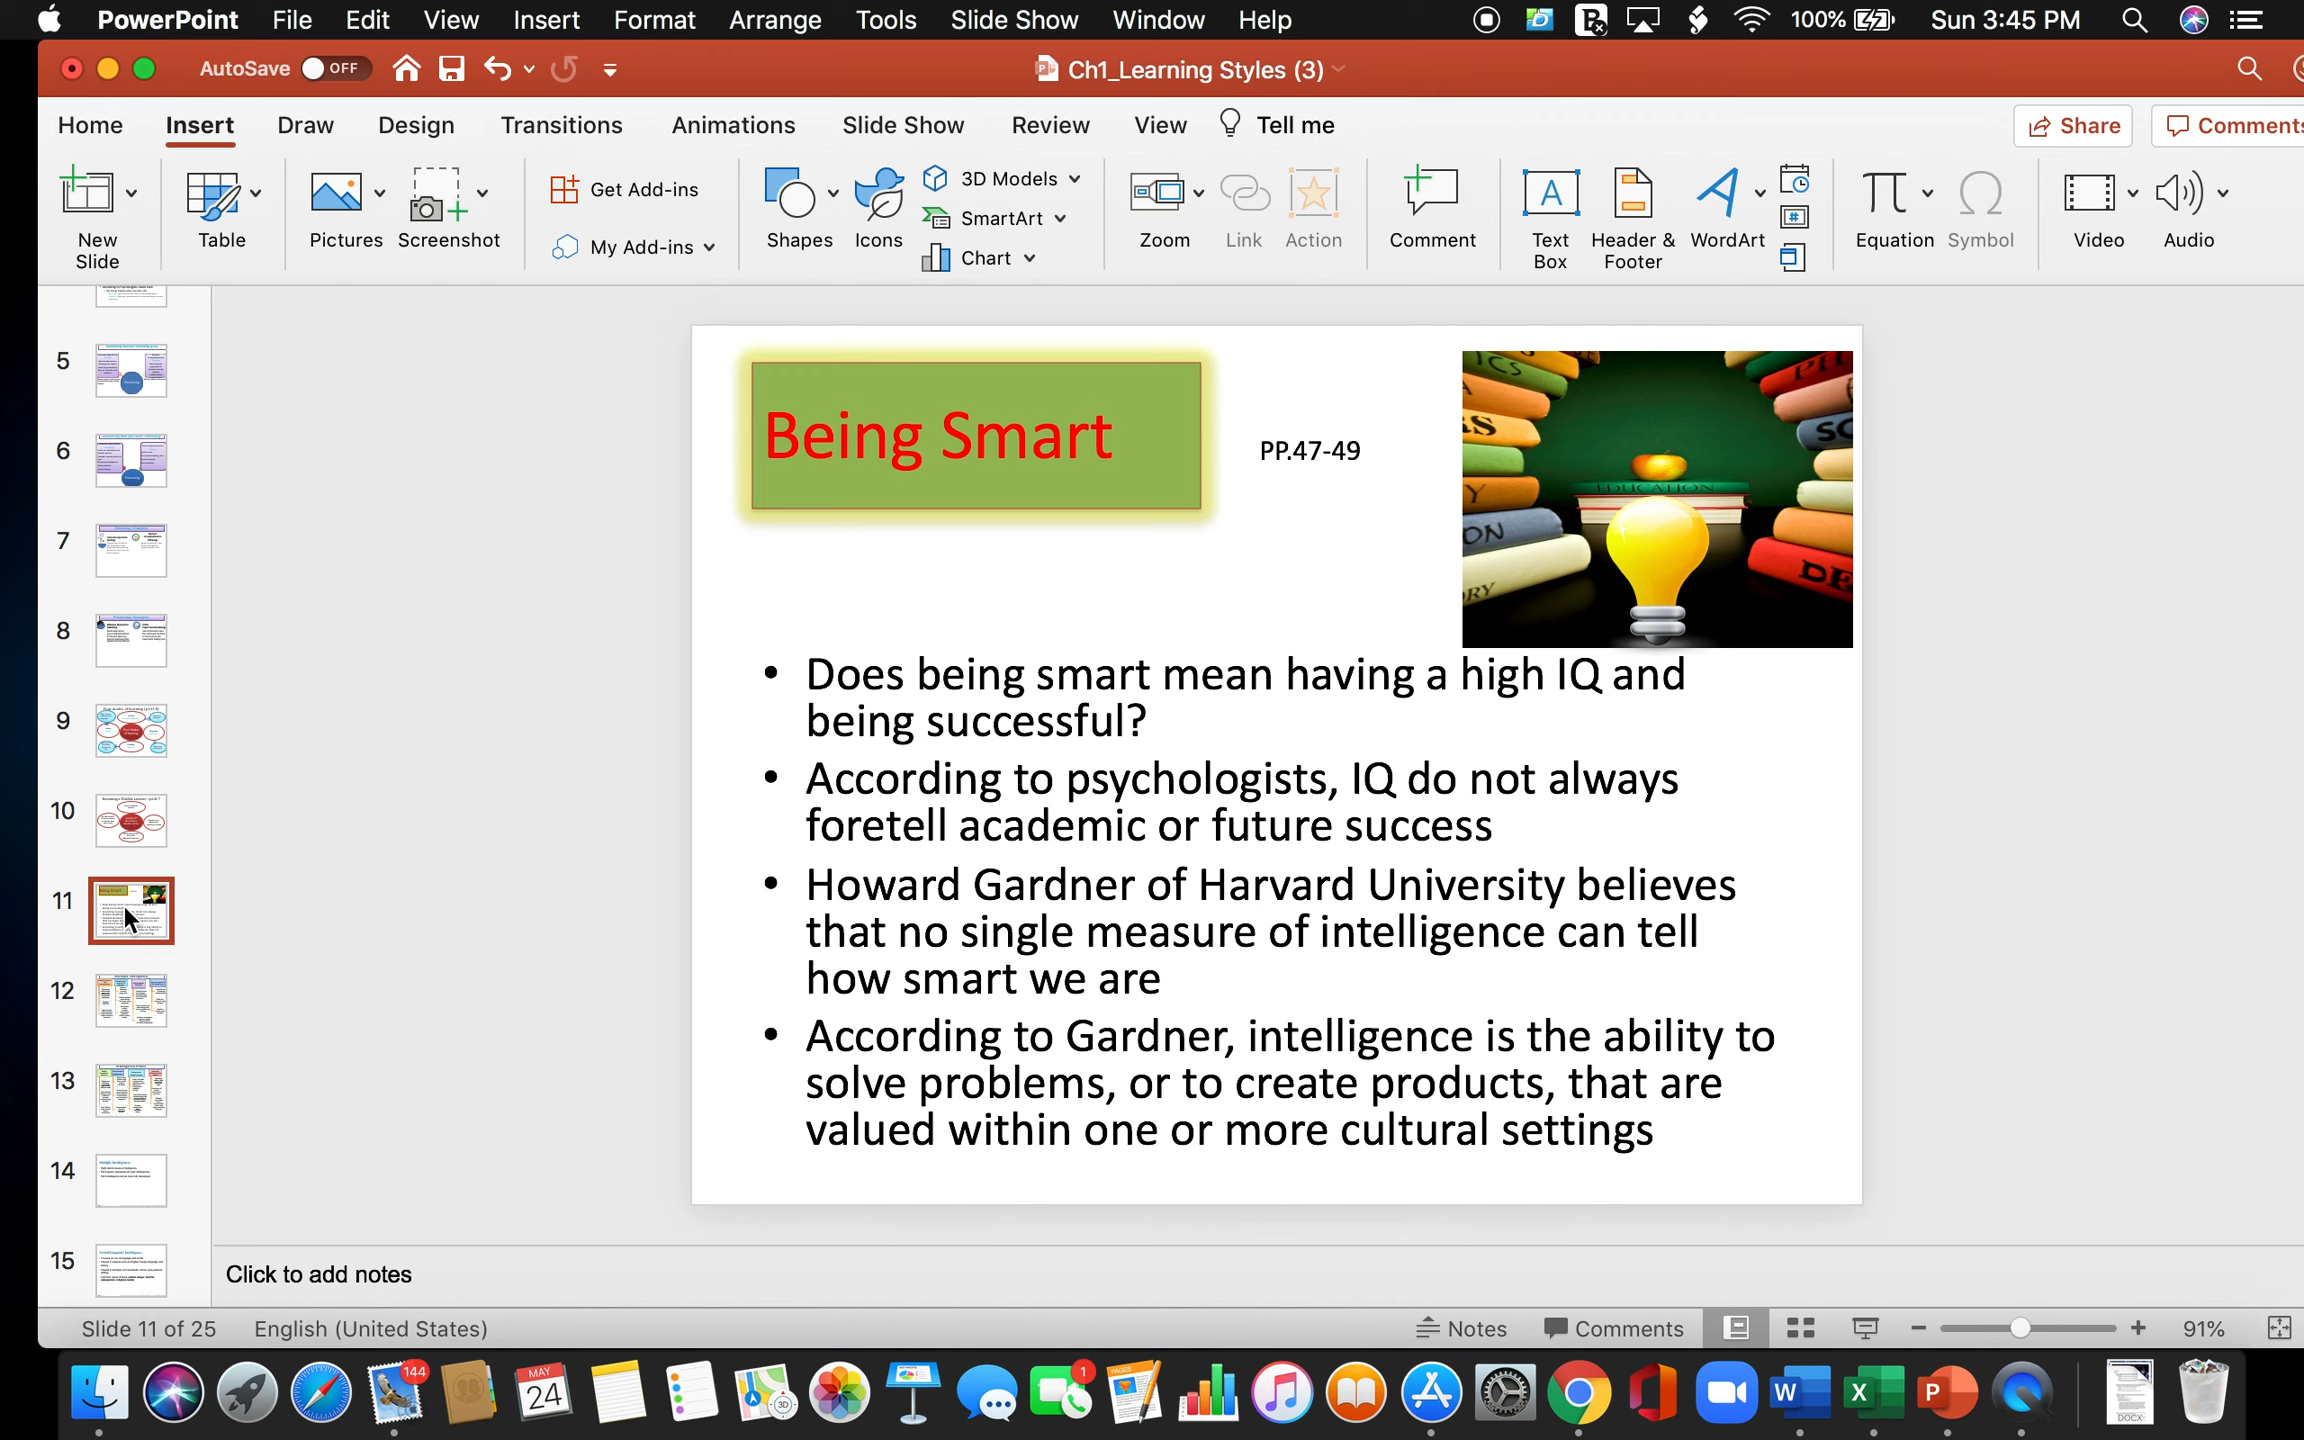 PowerPoint File Edit View Insert Format Arrange Tools Slide Show Window Help 100% Sun 3:45 PM
AutoSave OFF Ch1_Learning Styles (3)
Home Insert Draw Design Transitions Animations Slide Show Review View Tell me Share Comments
New Slide
Table
Pictures
Screenshot
Get Add-ins
My Add-ins
Shapes
Icons
3D Models
SmartArt
Chart
Zoom
Link
Action
Comment
Text Box
Header & Footer
WordArt
Equation
Symbol
Video
Audio
5
6
7
8
9
10
11
12
13
14
15
Being Smart
PP.47-49
EDUCATION
• Does being smart mean having a high IQ and
being successful?
• According to psychologists, IQ do not always
foretell academic or future success
• Howard Gardner of Harvard University believes
that no single measure of intelligence can tell
how smart we are
• According to Gardner, intelligence is the ability to
solve problems, or to create products, that are
valued within one or more cultural settings
Click to add notes
Slide 11 of 25 English (United States) Notes Comments 91%
144
MAY
24
3D
1
PAGES
W
X
P
DOCX